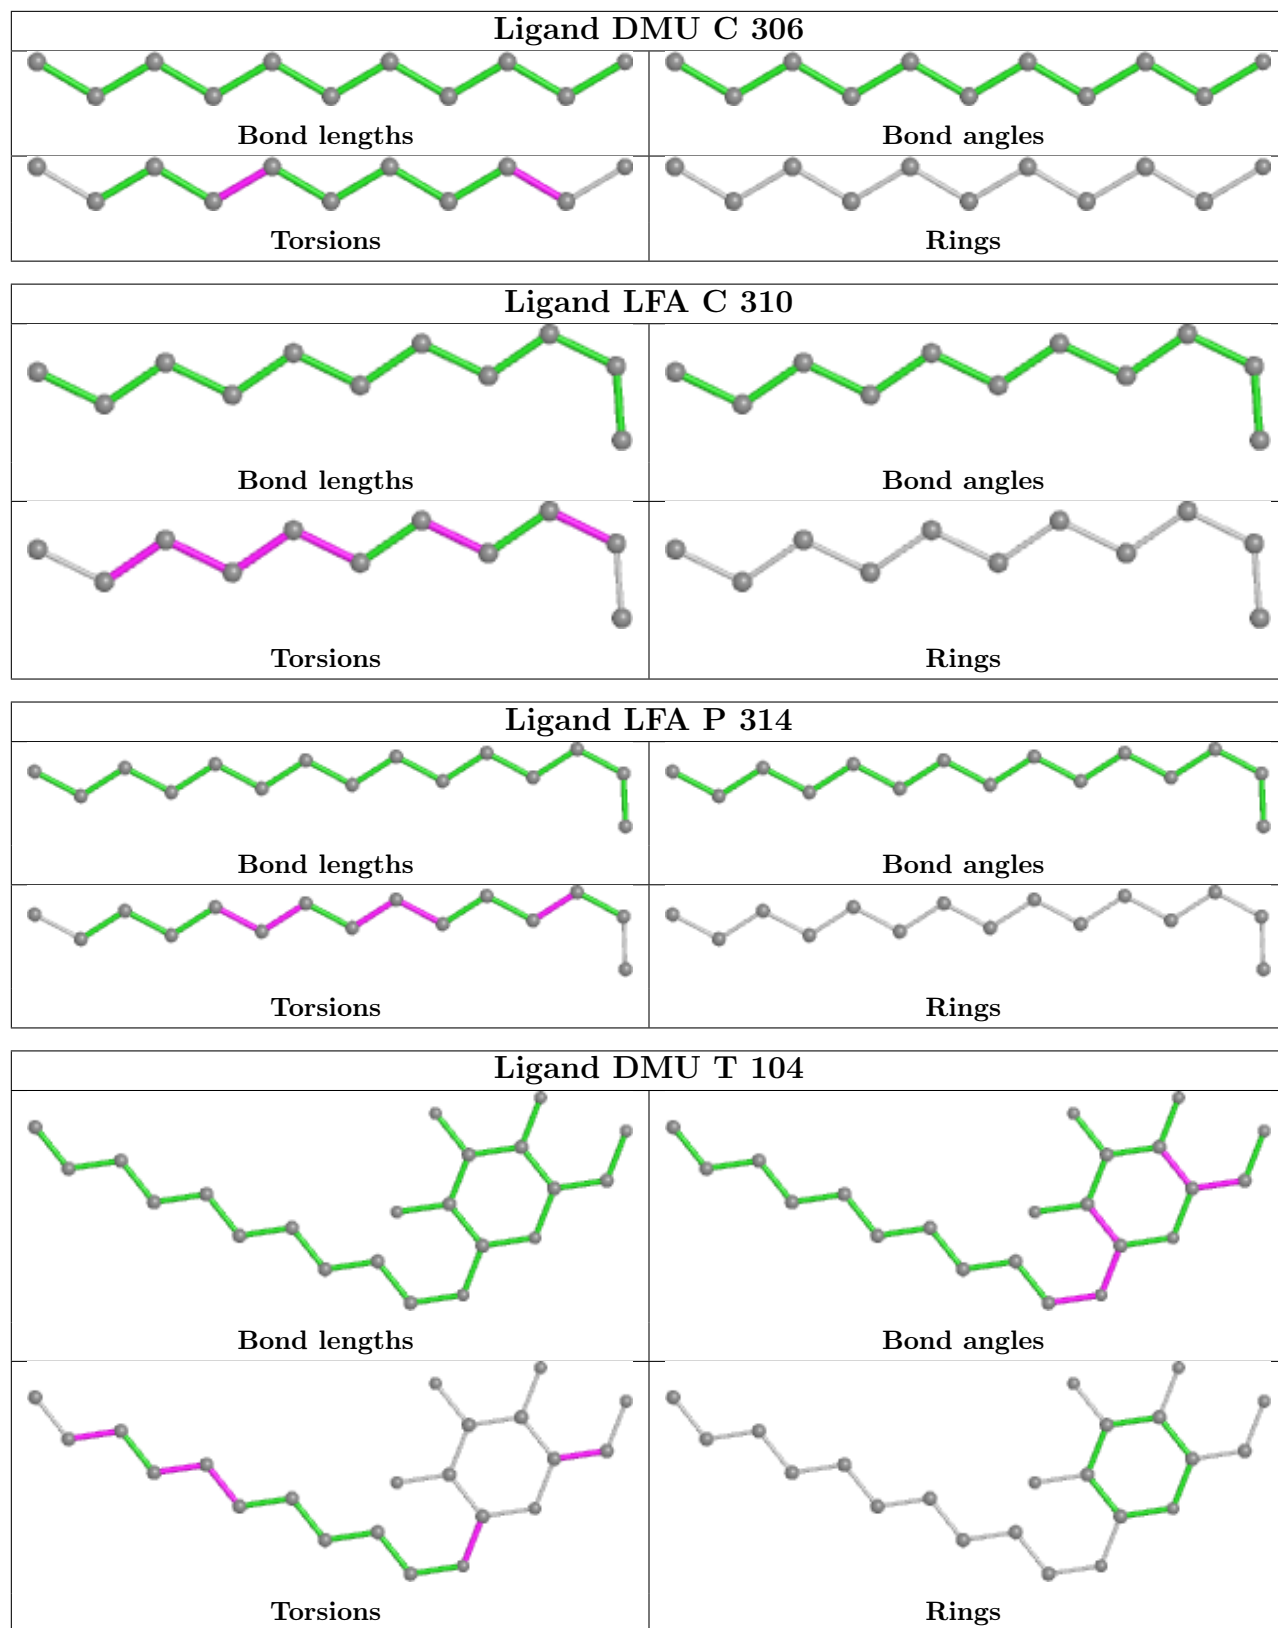 Ligand DMU C 306
Bond lengths
Bond angles
Torsions
Rings
Ligand LFA C 310
Bond lengths
Bond angles
Torsions
Rings
Ligand LFA P 314
Bond lengths
Bond angles
Torsions
Rings
Ligand DMU T 104
Bond lengths
Bond angles
Torsions
Rings